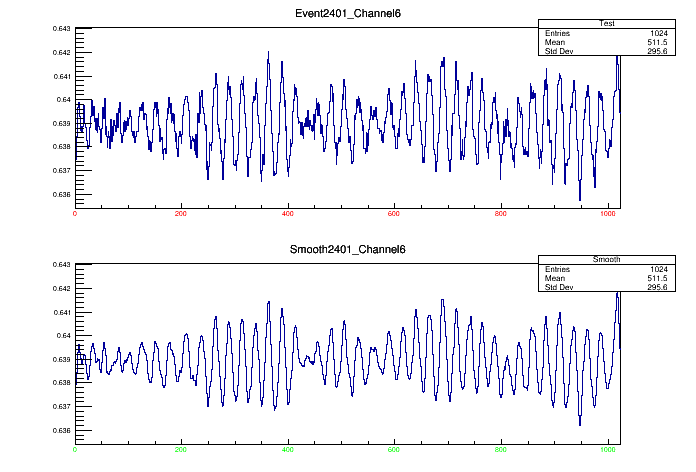 Event2401_Channel6
Test
Entries 1024
Mean 511.5
Std Dev 295.6
0.643
0.642
0.641
0.64
0.639
0.638
0.637
0.636
0 200 400 600 800 1000
Smooth2401_Channel6
Smooth
Entries 1024
Mean 511.5
Std Dev 295.6
0.643
0.642
0.641
0.64
0.639
0.638
0.637
0.636
0 200 400 600 800 1000